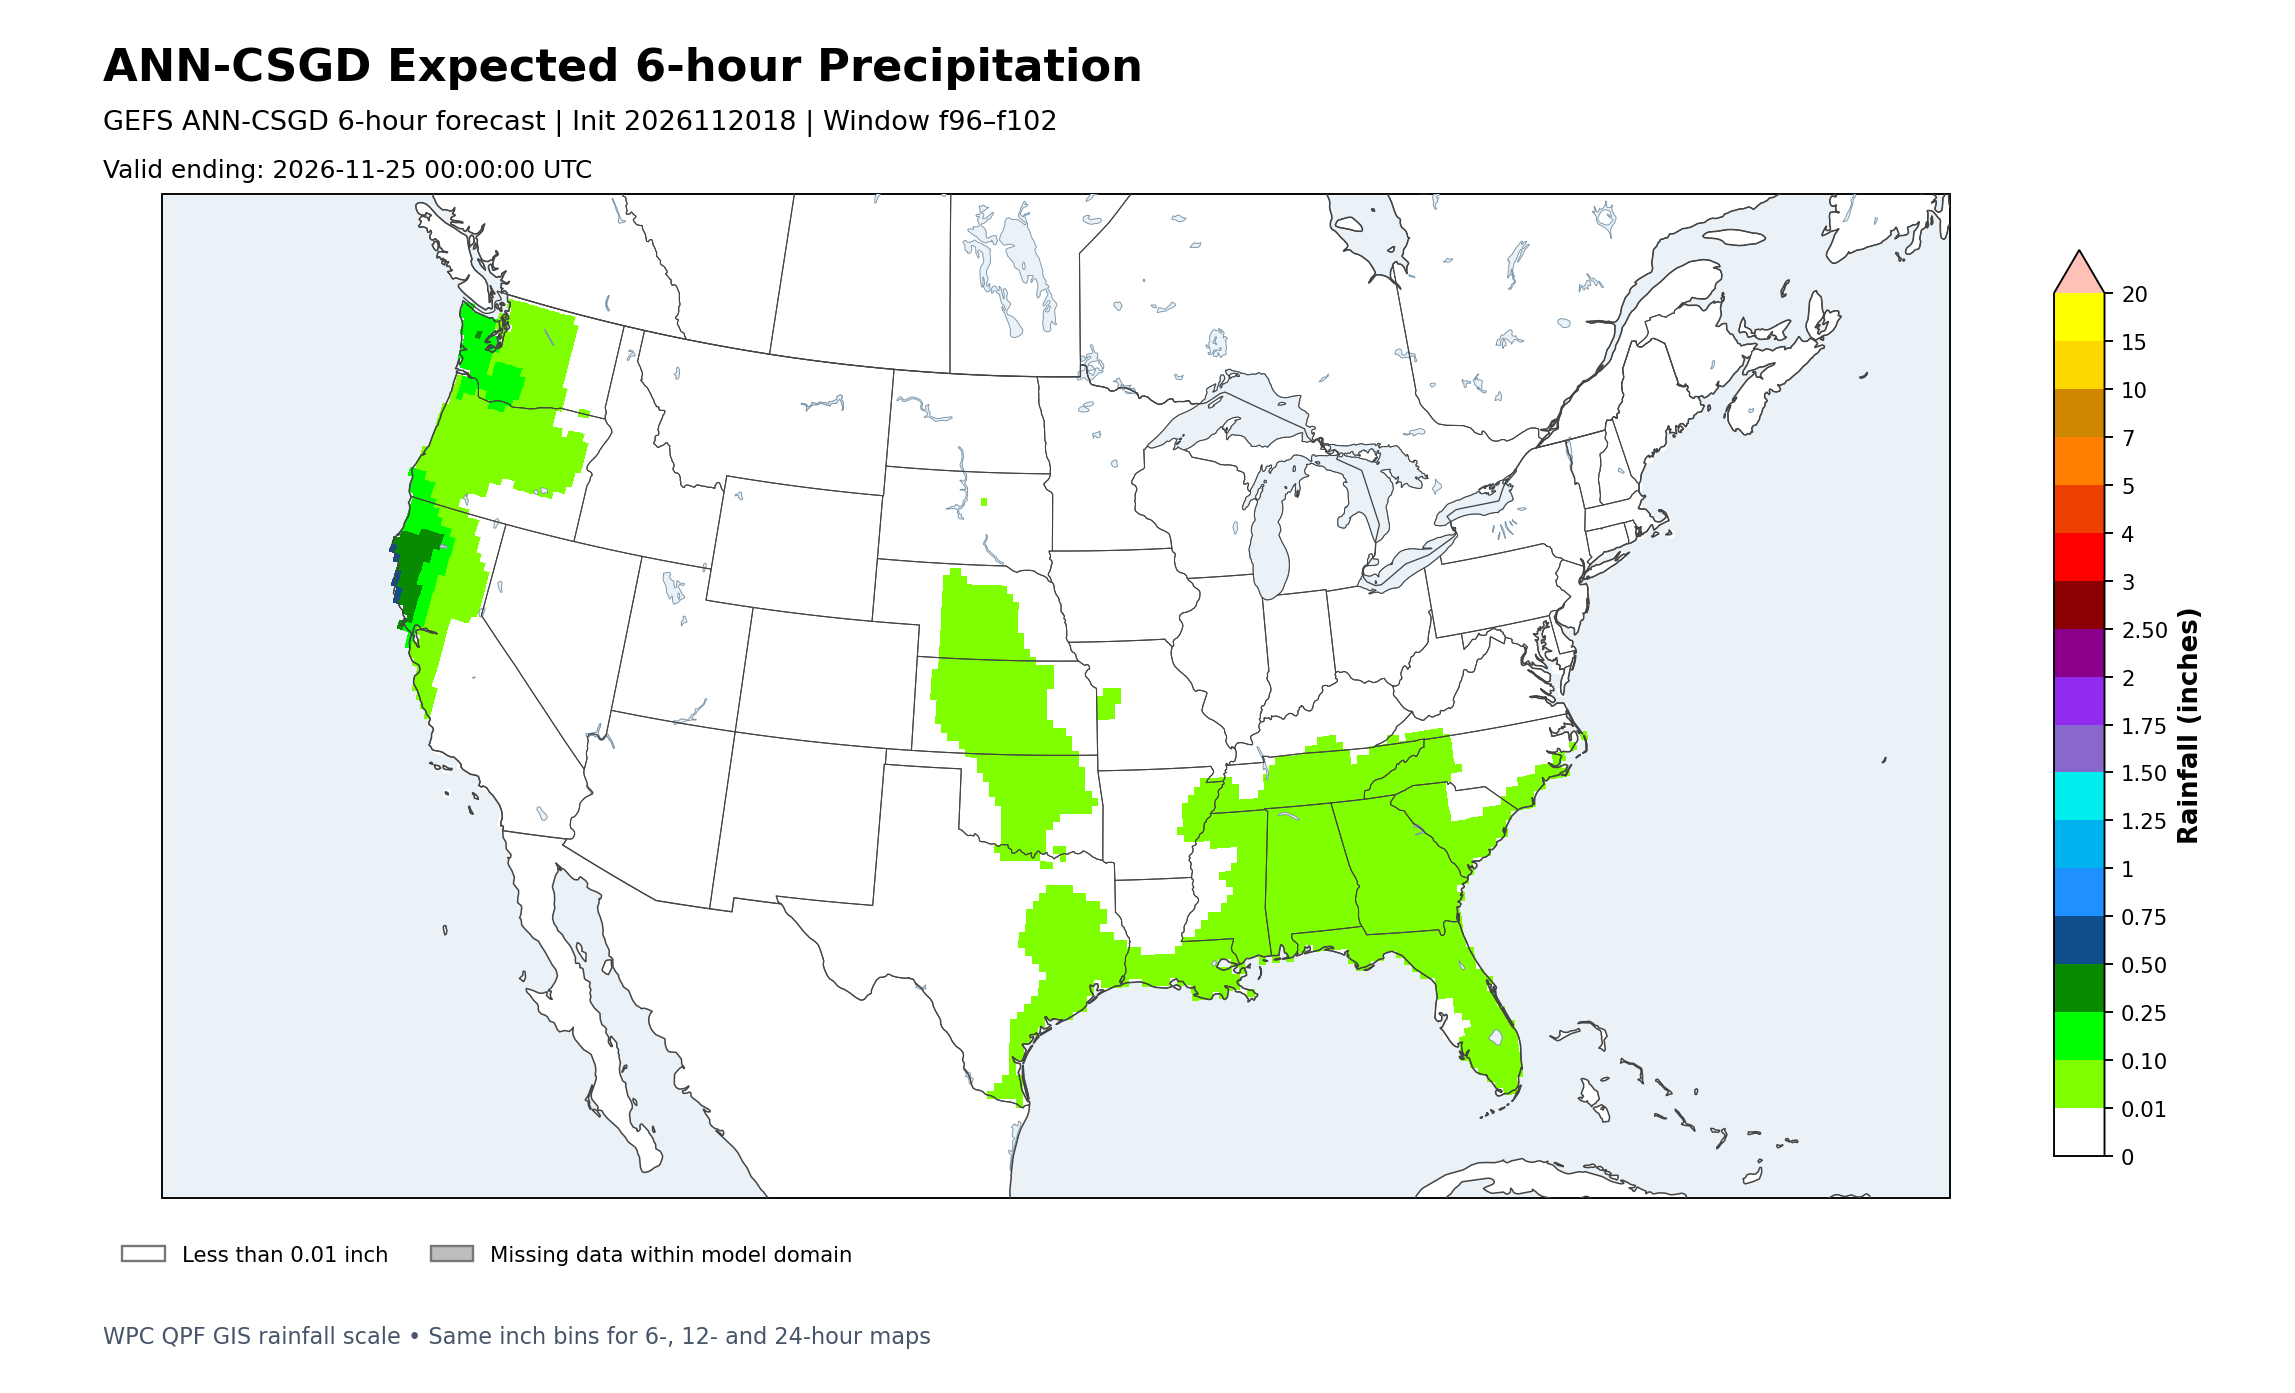 ANN-CSGD Expected 6-hour Precipitation
GEFS ANN-CSGD 6-hour forecast | Init 2026112018 | Window f96–f102
Valid ending: 2026-11-25 00:00:00 UTC
20
15
10
7
5
4
3
2.50
2
1.75
1.50
1.25
1
0.75
0.50
0.25
0.10
0.01
0
Rainfall (inches)
Less than 0.01 inch
Missing data within model domain
WPC QPF GIS rainfall scale • Same inch bins for 6-, 12- and 24-hour maps